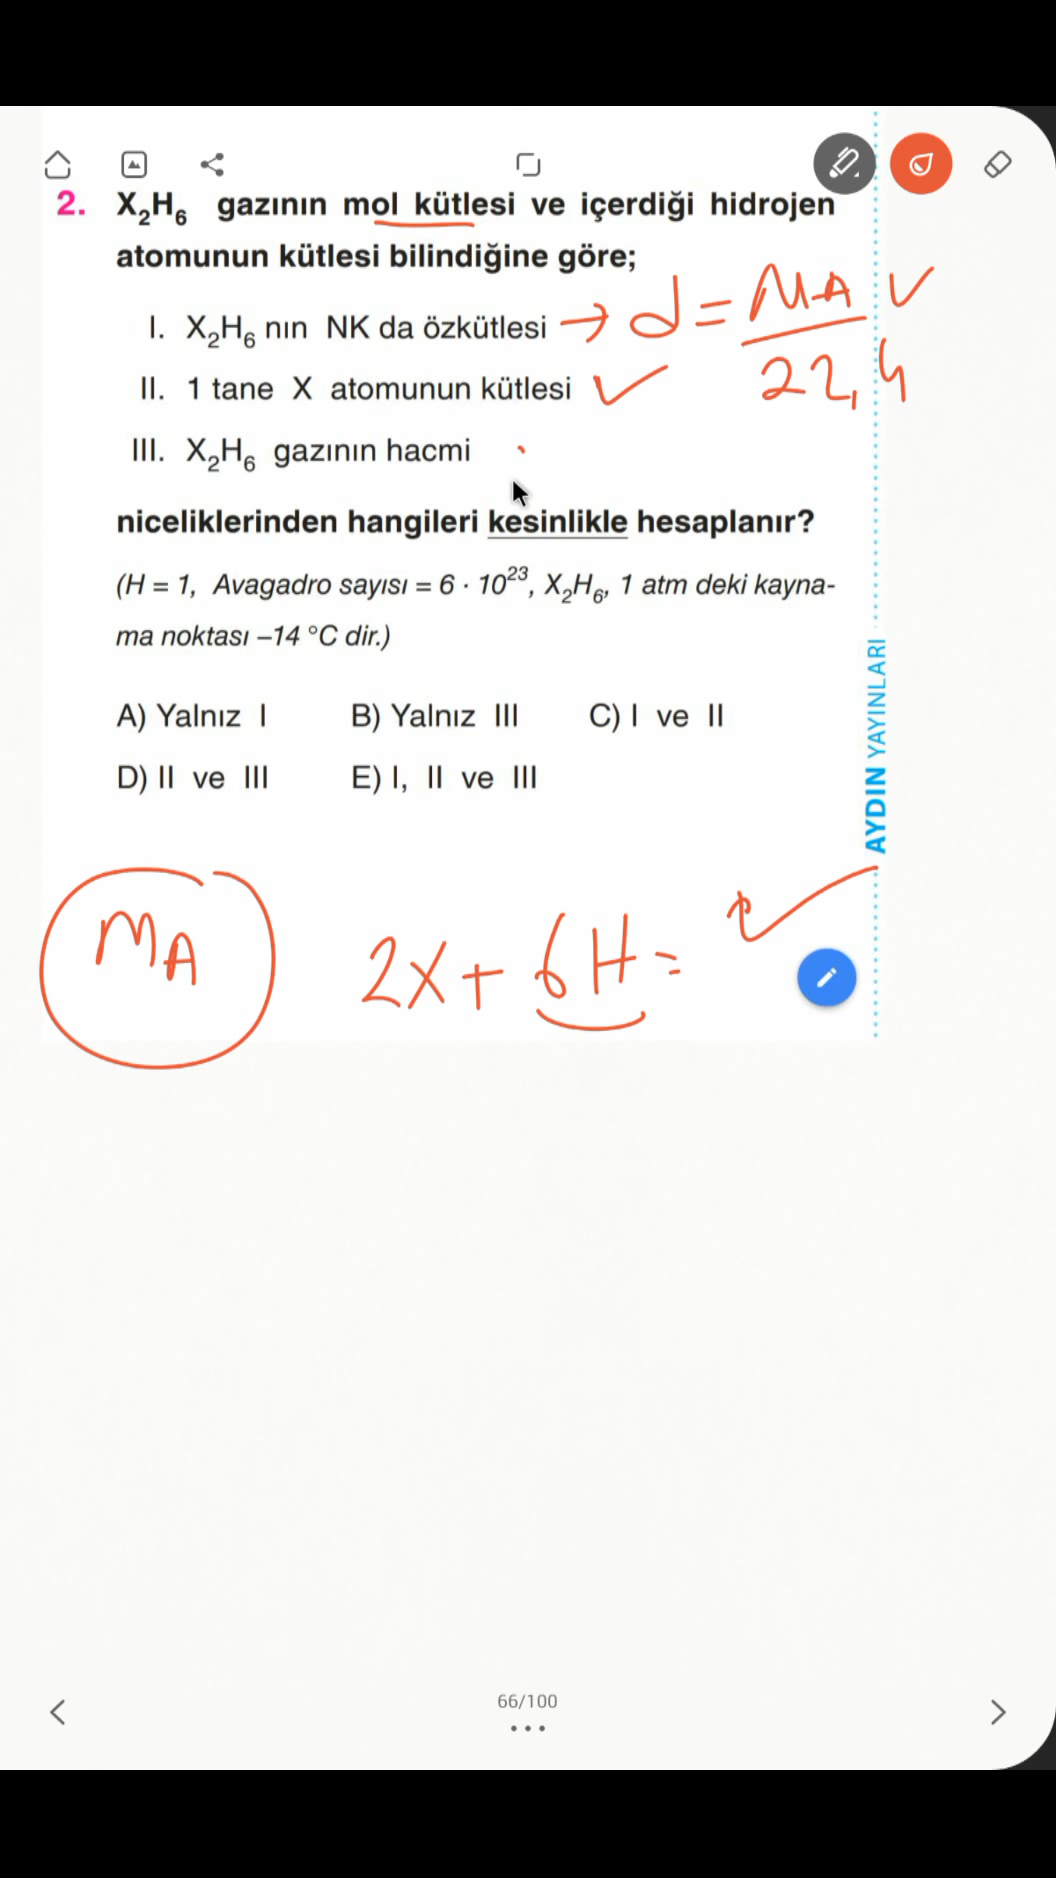 2. X₂H₆ gazının mol kütlesi ve içerdiği hidrojen
atomunun kütlesi bilindiğine göre;
I. X₂H₆ nın NK da özkütlesi → d = MA
22,4
II. 1 tane X atomunun kütlesi
III. X₂H₆ gazının hacmi
niceliklerinden hangileri kesinlikle hesaplanır?
(H = 1, Avagadro sayısı = 6 · 10²³, X₂H₆, 1 atm deki kayna-
ma noktası –14 °C dir.)
A) Yalnız I B) Yalnız III C) I ve II
D) II ve III E) I, II ve III
AYDIN YAYINLARI
MA 2X + 6H =
66/100